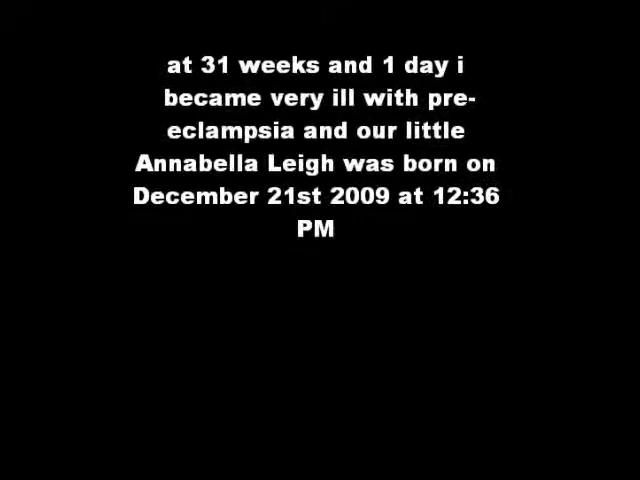 at 31 weeks and 1 day i
became very ill with pre-
eclampsia and our little
Annabella Leigh was born on
December 21st 2009 at 12:36
PM